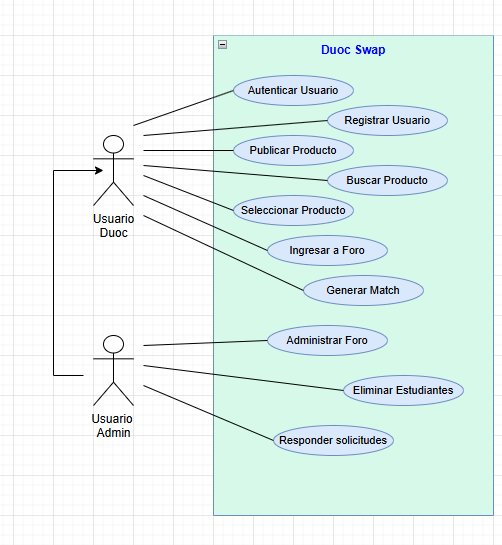 Duoc Swap
Autenticar Usuario
Registrar Usuario
Publicar Producto
Buscar Producto
Seleccionar Producto
Usuario
Duoc
Ingresar a Foro
Generar Match
Administrar Foro
Eliminar Estudiantes
Usuario
Admin
Responder solicitudes